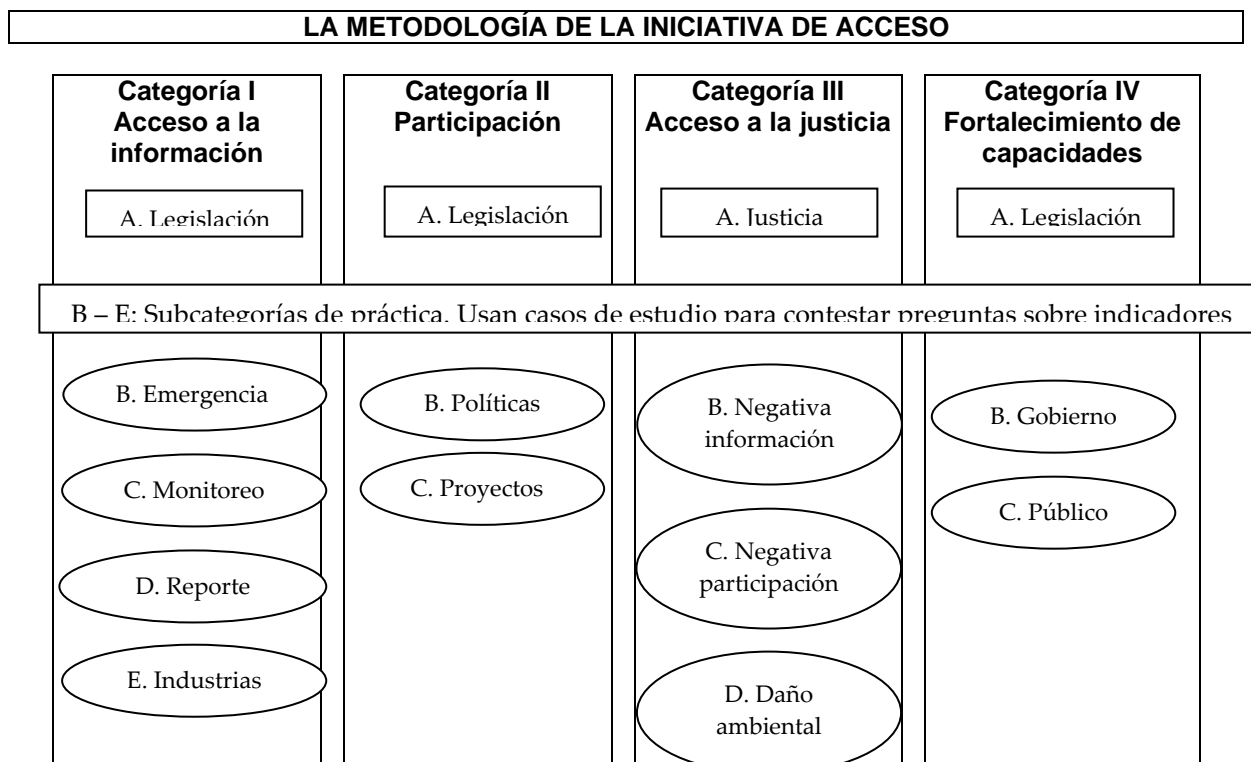 LA METODOLOGÍA DE LA INICIATIVA DE ACCESO
Categoría I
Acceso a la
información
A. Legislación
Categoría II
Participación
A. Legislación
Categoría III
Acceso a la justicia
A. Justicia
Categoría IV
Fortalecimiento de
capacidades
A. Legislación
B – E: Subcategorías de práctica. Usan casos de estudio para contestar preguntas sobre indicadores
B. Emergencia
C. Monitoreo
D. Reporte
E. Industrias
B. Políticas
C. Proyectos
B. Negativa
información
C. Negativa
participación
D. Daño
ambiental
B. Gobierno
C. Público